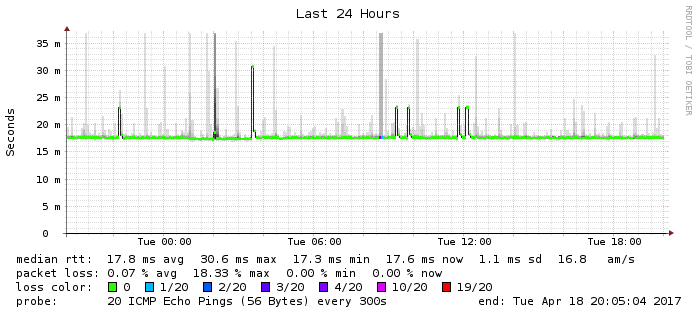 Last 24 Hours
RRDTOOL / TOBI OETIKER
Seconds
35 m
30 m
25 m
20 m
15 m
10 m
5 m
0
Tue 00:00 Tue 06:00 Tue 12:00 Tue 18:00
median rtt: 17.8 ms avg 30.6 ms max 17.3 ms min 17.6 ms now 1.1 ms sd 16.8 am/s
packet loss: 0.07 % avg 18.33 % max 0.00 % min 0.00 % now
loss color: 0 1/20 2/20 3/20 4/20 10/20 19/20
probe: 20 ICMP Echo Pings (56 Bytes) every 300s end: Tue Apr 18 20:05:04 2017